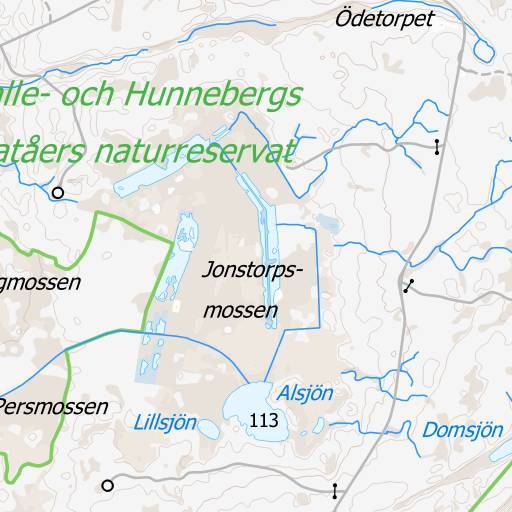 Ödetorpet
lle- och Hunnebergs
atåers naturreservat
Jonstorps-
mossen
gmossen
Persmossen
Alsjön
Lillsjön
113
Domsjön